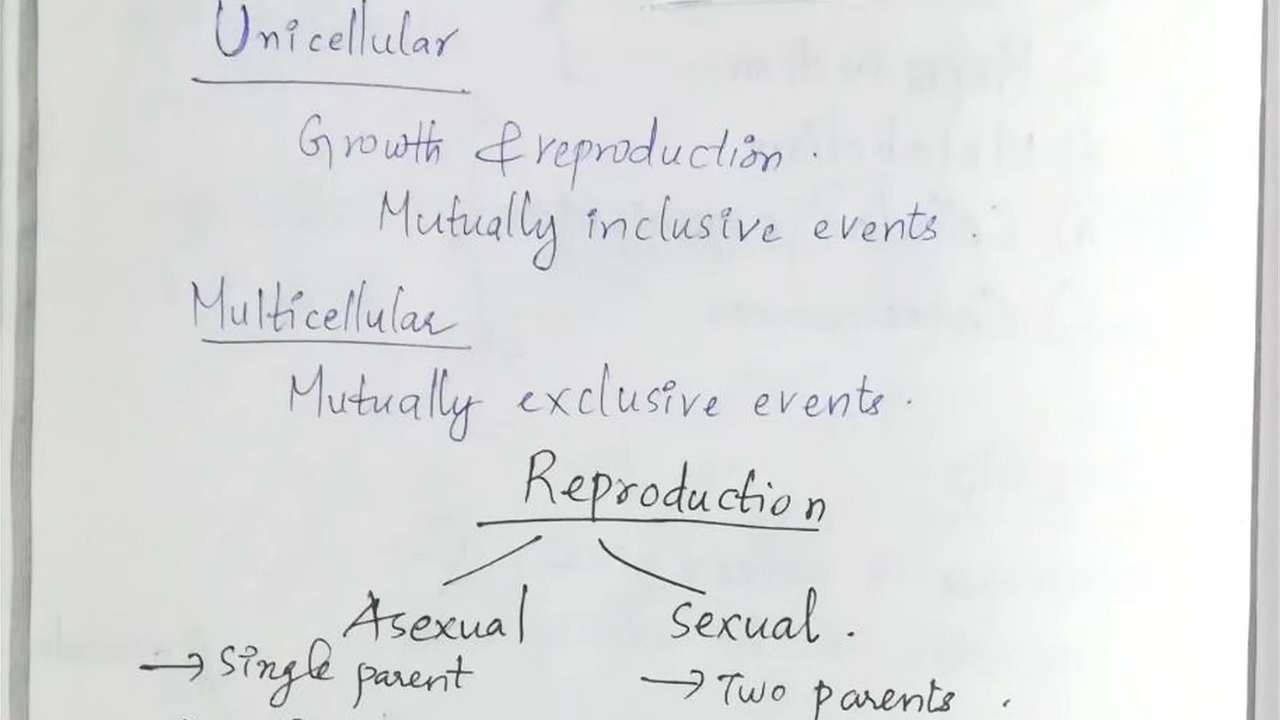 Unicellular
Growth & reproduction.
Mutually inclusive events.
Multicellular
Mutually exclusive events.
Reproduction
Asexual
Sexual.
→ Single parent
→ Two parents.